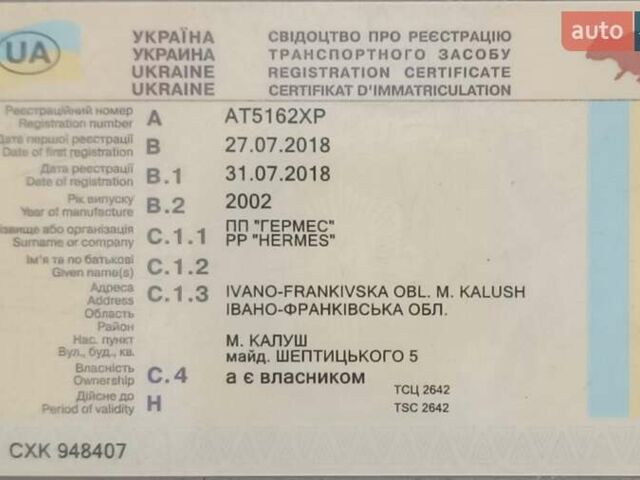 UA
УКРАЇНА СВІДОЦТВО ПРО РЕЄСТРАЦІЮ
УКРАИНА ТРАНСПОРТНОГО ЗАСОБУ
UKRAINE REGISTRATION CERTIFICATE
UKRAINE CERTIFIKAT D'IMMATRICULATION
auto
Реєстраційний номер
Registration number A AT5162XP
Дата першої реєстрації
Date of first registration B 27.07.2018
Дата реєстрації
Date of registration B.1 31.07.2018
Рік випуску
Year of manufacture B.2 2002
різвище або організація
Surname or company C.1.1 ПП "ГЕРМЕС"
PP "HERMES"
Ім'я та по батькові
Given name(s) C.1.2
Адреса
Address C.1.3 IVANO-FRANKIVSKA OBL. M. KALUSH
Область ІВАНО-ФРАНКІВСЬКА ОБЛ.
Район
Нас. пункт М. КАЛУШ
Вул., буд., кв. майд. ШЕПТИЦЬКОГО 5
Власність
Ownership C.4 а є власником
ТСЦ 2642
Дійсне до
Period of validity H TSC 2642
СХК 948407